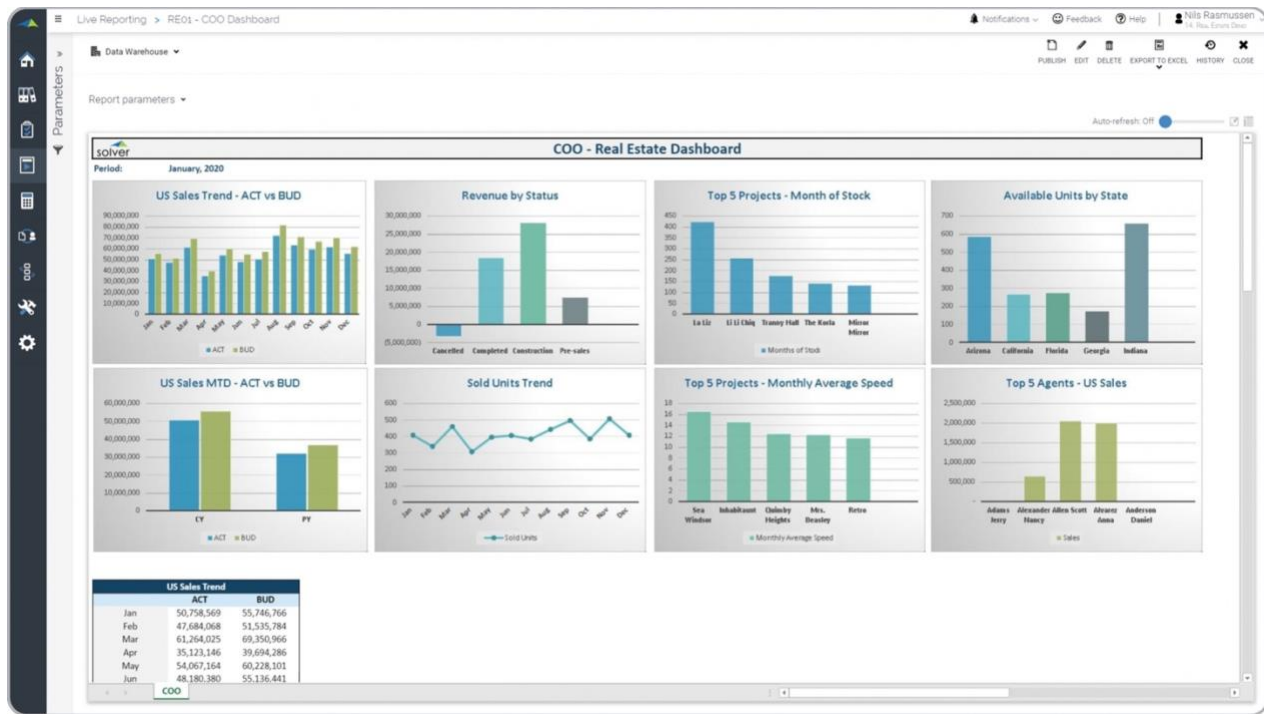 Live Reporting > RE01 - COO Dashboard
Notifications
Feedback
Help
Nils Rasmussen
14. Real Estate Demo
Parameters
Data Warehouse
PUBLISH EDIT DELETE EXPORT TO EXCEL HISTORY CLOSE
Report parameters
Auto-refresh: Off
solver
COO - Real Estate Dashboard
Period: January, 2020
US Sales Trend - ACT vs BUD
90,000,000
80,000,000
70,000,000
60,000,000
50,000,000
40,000,000
30,000,000
20,000,000
10,000,000
0
Jan Feb Mar Apr May Jun Jul Aug Sep Oct Nov Dec
ACT BUD
Revenue by Status
30,000,000
25,000,000
20,000,000
15,000,000
10,000,000
5,000,000
0
(5,000,000)
Cancelled Completed Construction Pre-sales
Top 5 Projects - Month of Stock
450
400
350
300
250
200
150
100
50
0
La Liz Li Li Chiq Tranny Hall The Korla Mirror
Mirror
Months of Stock
Available Units by State
700
600
500
400
300
200
100
0
Arizona California Florida Georgia Indiana
US Sales MTD - ACT vs BUD
60,000,000
50,000,000
40,000,000
30,000,000
20,000,000
10,000,000
0
CY PY
ACT BUD
Sold Units Trend
600
500
400
300
200
100
0
Jan Feb Mar Apr May Jun Jul Aug Sep Oct Nov Dec
Sold Units
Top 5 Projects - Monthly Average Speed
18
16
14
12
10
8
6
4
2
0
Sea Inhabitaunt Quimby Mrs. Retro
Windsor Heights Beasley
Monthly Average Speed
Top 5 Agents - US Sales
2,500,000
2,000,000
1,500,000
1,000,000
500,000
-
Adams Alexander Allen Scott Alvarez Anderson
Jerry Nancy Anna Daniel
Sales
US Sales Trend
ACT BUD
Jan 50,758,569 55,746,766
Feb 47,684,068 51,535,784
Mar 61,264,025 69,350,966
Apr 35,123,146 39,694,286
May 54,067,164 60,228,101
Jun 48,180,380 55,136,441
COO